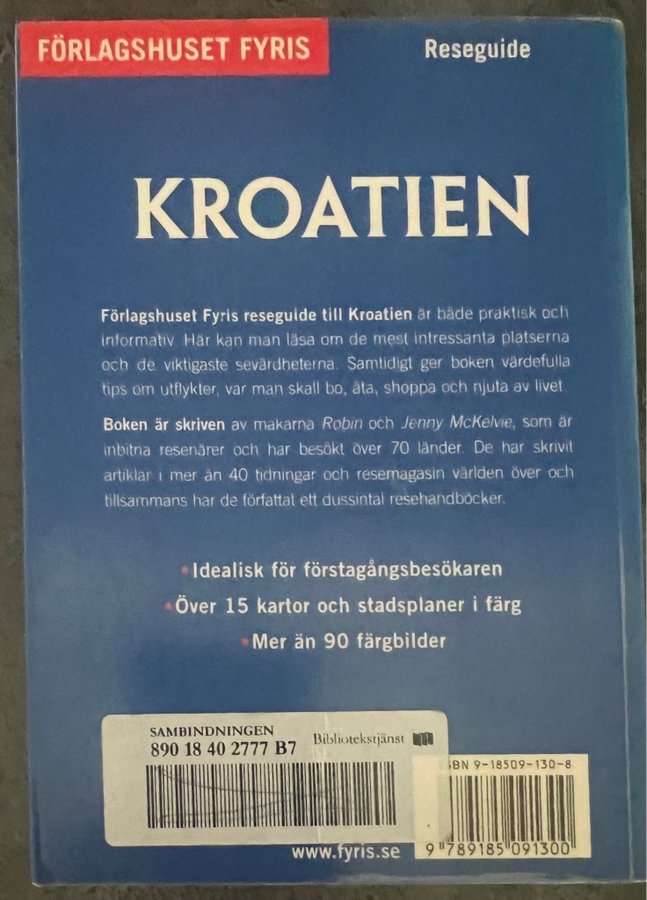 FÖRLAGSHUSET FYRIS
Reseguide
KROATIEN
Förlagshuset Fyris reseguide till Kroatien är både praktisk och
informativ. Här kan man läsa om de mest intressanta platserna
och de viktigaste sevärdheterna. Samtidigt ger boken värdefulla
tips om utflykter, var man skall bo, äta, shoppa och njuta av livet
Boken är skriven av makarna Robin och Jenny McKelvie, som är
inbitna resenärer och har besökt över 70 länder. De har skrivit
artiklar i mer än 40 tidningar och resemagasin världen över och
tillsammans har de författat ett dussintal resehandböcker.
• Idealisk för förstagångsbesökaren
• Över 15 kartor och stadsplaner i färg
• Mer än 90 färgbilder
SAMBINDNINGEN
890 18 40 2777 B7
Bibliotekstjänst
SBN 9-18509-130-8
9 789185 091300
www.fyris.se